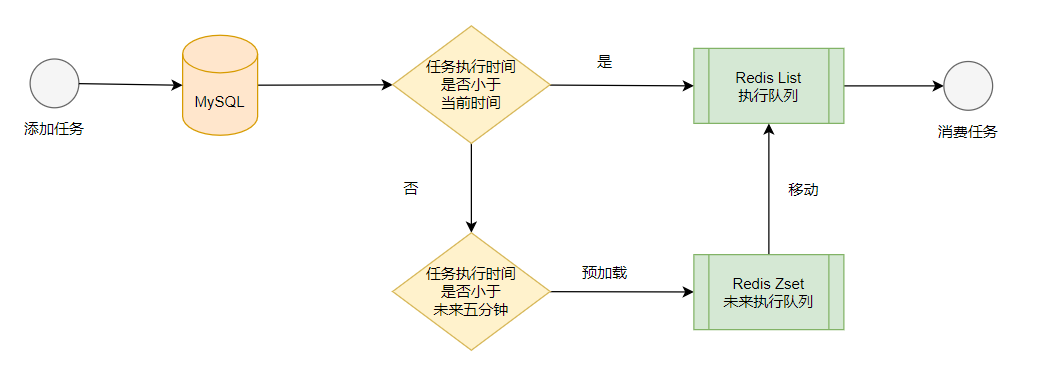 添加任务
MySQL
任务执行时间
是否小于
当前时间
是
Redis List
执行队列
消费任务
否
移动
任务执行时间
是否小于
未来五分钟
预加载
Redis Zset
未来执行队列